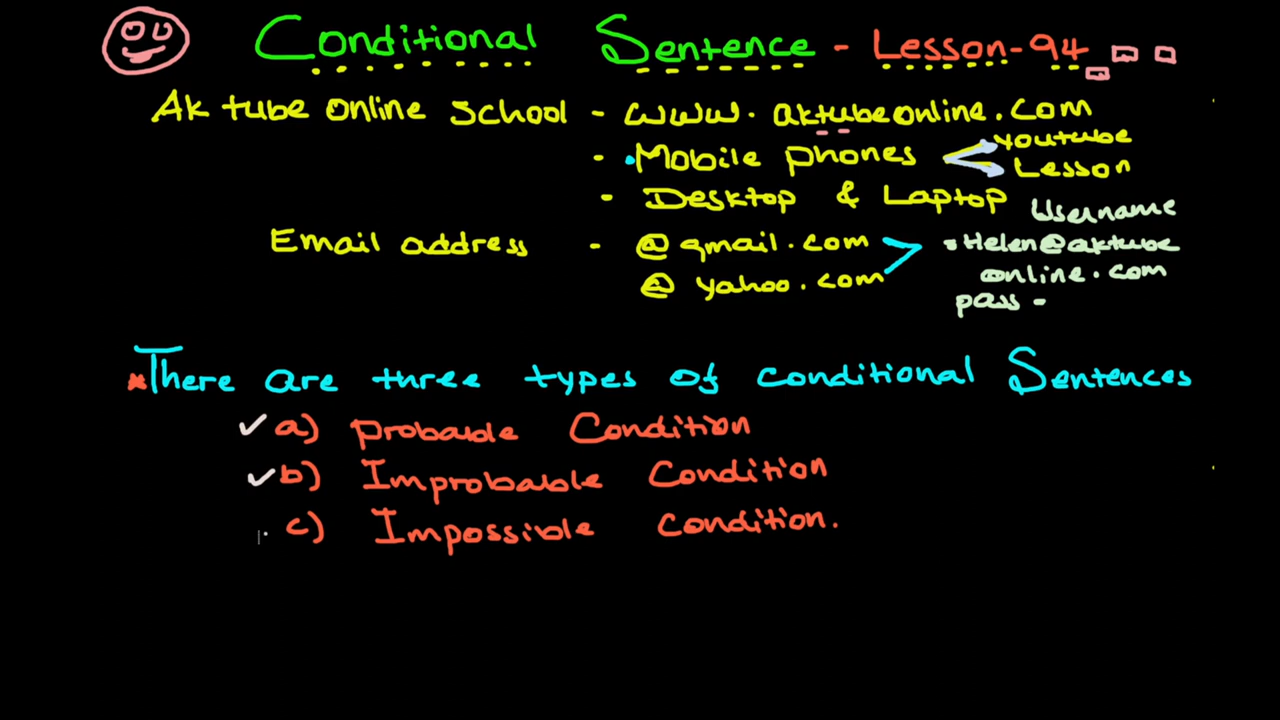 Conditional Sentence - Lesson-94
Ak tube online school - www.aktubeonline.com
- Mobile phones
youtube
Lesson
- Desktop & Laptop
Username
Email address - @gmail.com
@ yahoo.com
Helen@aktube
online.com
pass -
There are three types of conditional Sentences
a) Probable Condition
b) Improbable Condition
c) Impossible condition.